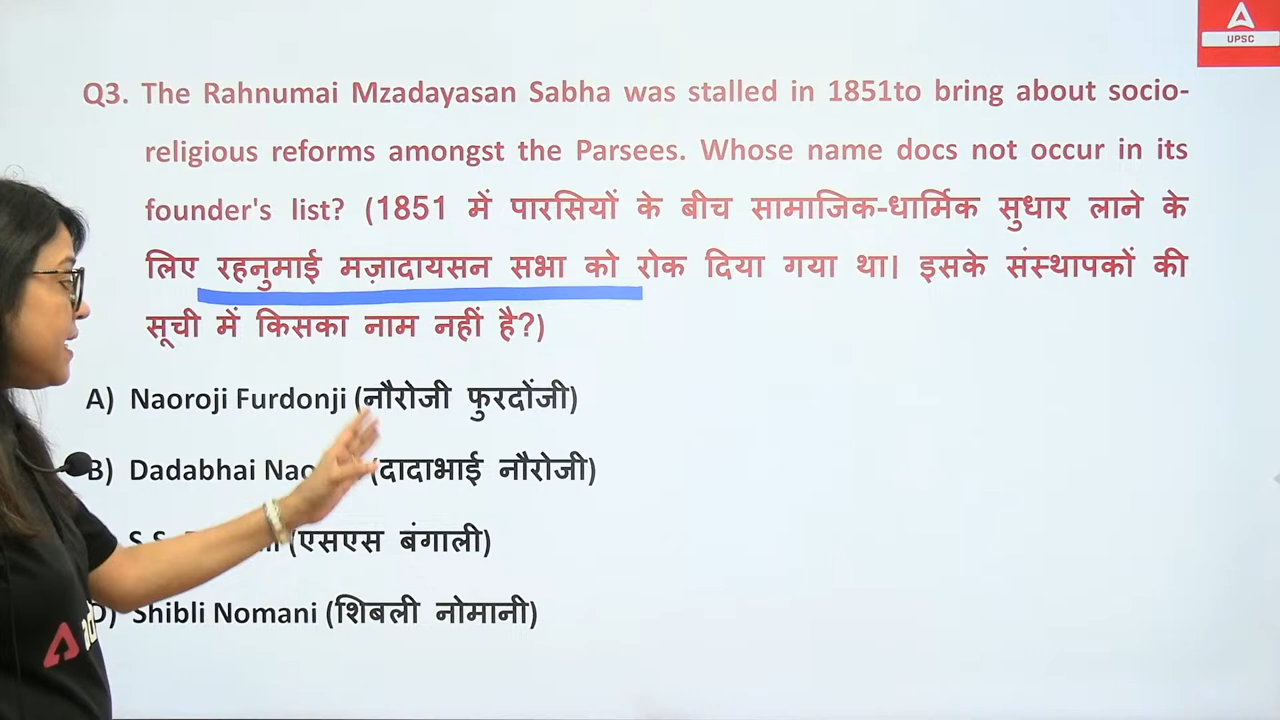 UPSC
Q3. The Rahnumai Mzadayasan Sabha was stalled in 1851to bring about socio-
religious reforms amongst the Parsees. Whose name docs not occur in its
founder's list? (1851 में पारसियों के बीच सामाजिक-धार्मिक सुधार लाने के
लिए रहनुमाई मज़ादायसन सभा को रोक दिया गया था। इसके संस्थापकों की
सूची में किसका नाम नहीं है?)
A) Naoroji Furdonji (नौरोजी फुरदोंजी)
B) Dadabhai (दादाभाई नौरोजी)
(एसएस बंगाली)
D) Shibli Nomani (शिबली नोमानी)